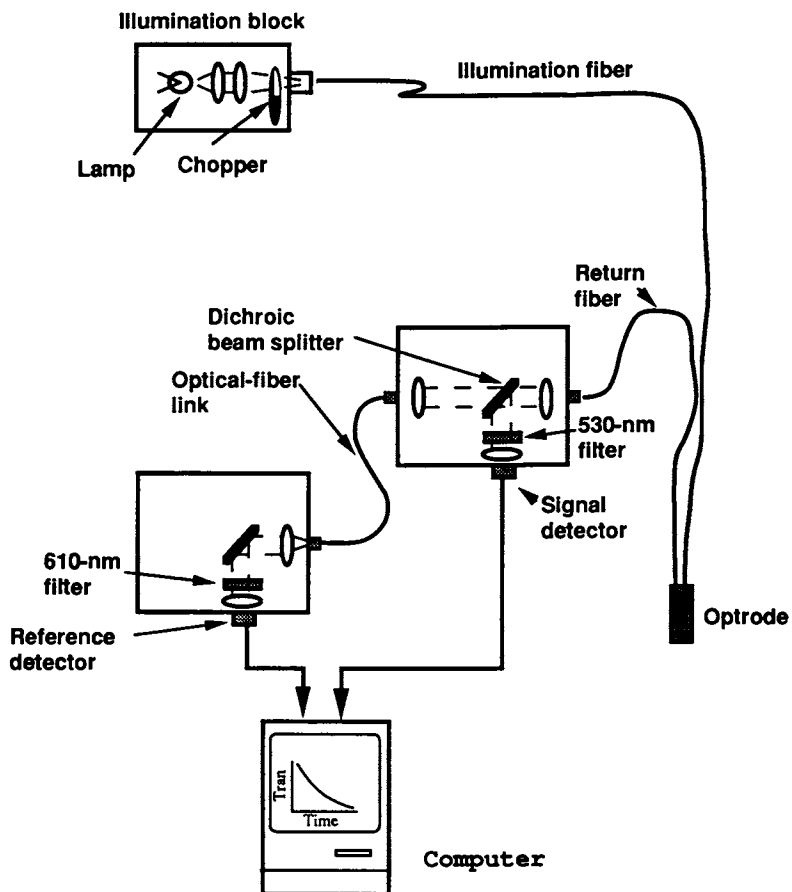 Illumination block
Illumination fiber
Lamp
Chopper
Return
fiber
Dichroic
beam splitter
Optical-fiber
link
530-nm
filter
Signal
detector
610-nm
filter
Reference
detector
Optrode
Tran
Time
Computer